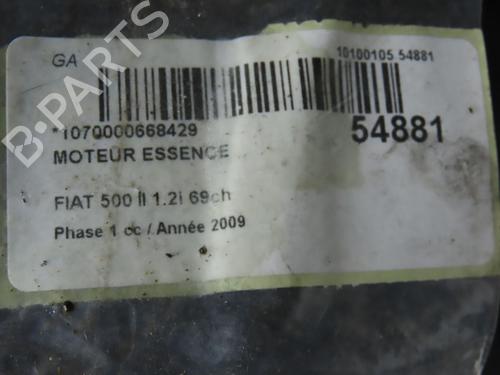 GA
10100105 54881
*1070000668429
54881
MOTEUR ESSENCE
FIAT 500 II 1.2i 69ch
Phase 1 cc / Année 2009
B-PARTS